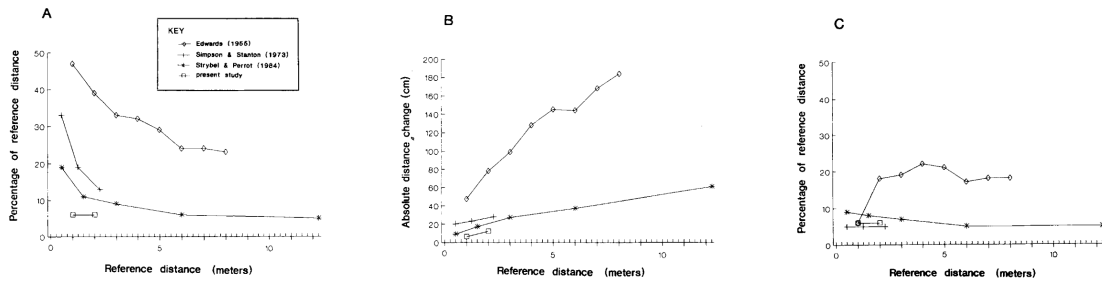 A
KEY
Edwards (1955)
Simpson & Stanton (1973)
Strybel & Perrot (1984)
present study
Percentage of reference distance
50
40
30
20
10
0
0
5
10
Reference distance (meters)
B
Absolute distance change (cm)
200
180
160
140
120
100
80
60
40
20
0
0
5
10
Reference distance (meters)
C
Percentage of reference distance
50
40
30
20
10
0
0
5
10
Reference distance (meters)